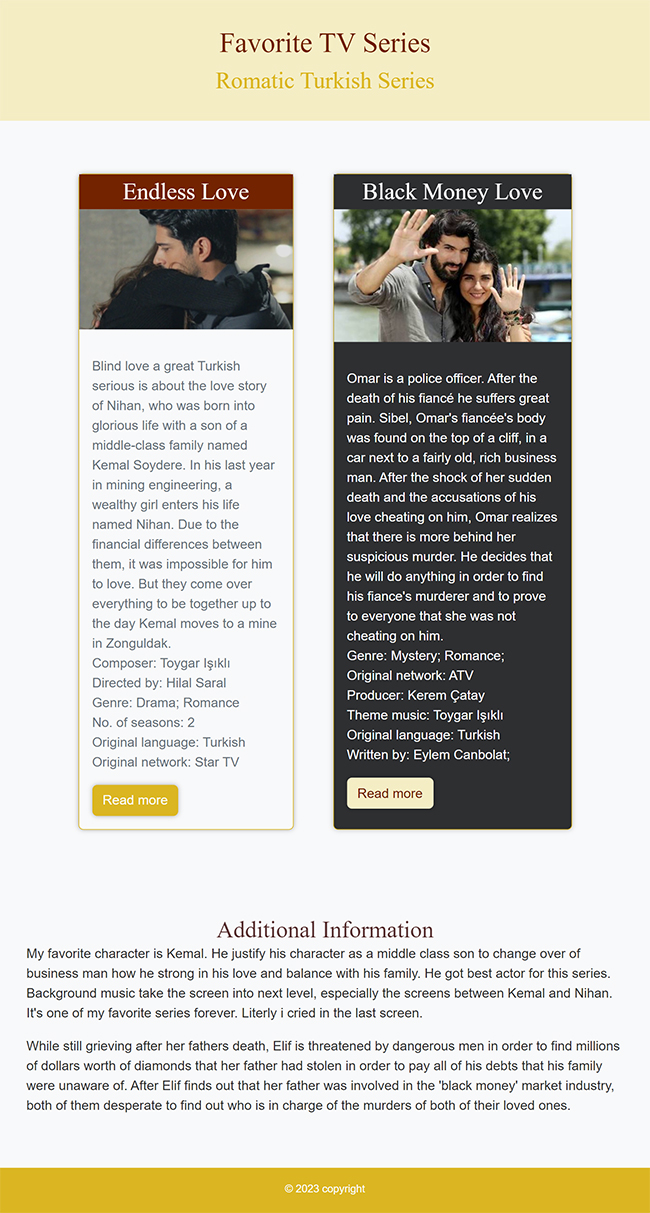 Favorite TV Series
Romatic Turkish Series
Endless Love
Blind love a great Turkish
serious is about the love story
of Nihan, who was born into
glorious life with a son of a
middle-class family named
Kemal Soydere. In his last year
in mining engineering, a
wealthy girl enters his life
named Nihan. Due to the
financial differences between
them, it was impossible for him
to love. But they come over
everything to be together up to
the day Kemal moves to a mine
in Zonguldak.
Composer: Toygar Işıklı
Directed by: Hilal Saral
Genre: Drama; Romance
No. of seasons: 2
Original language: Turkish
Original network: Star TV
Read more
Black Money Love
Omar is a police officer. After the
death of his fiancé he suffers great
pain. Sibel, Omar's fiancée's body
was found on the top of a cliff, in a
car next to a fairly old, rich business
man. After the shock of her sudden
death and the accusations of his
love cheating on him, Omar realizes
that there is more behind her
suspicious murder. He decides that
he will do anything in order to find
his fiance's murderer and to prove
to everyone that she was not
cheating on him.
Genre: Mystery; Romance;
Original network: ATV
Producer: Kerem Çatay
Theme music: Toygar Işıklı
Original language: Turkish
Written by: Eylem Canbolat;
Read more
Additional Information
My favorite character is Kemal. He justify his character as a middle class son to change over of
business man how he strong in his love and balance with his family. He got best actor for this series.
Background music take the screen into next level, especially the screens between Kemal and Nihan.
It's one of my favorite series forever. Literly i cried in the last screen.
While still grieving after her fathers death, Elif is threatened by dangerous men in order to find millions
of dollars worth of diamonds that her father had stolen in order to pay all of his debts that his family
were unaware of. After Elif finds out that her father was involved in the 'black money' market industry,
both of them desperate to find out who is in charge of the murders of both of their loved ones.
© 2023 copyright